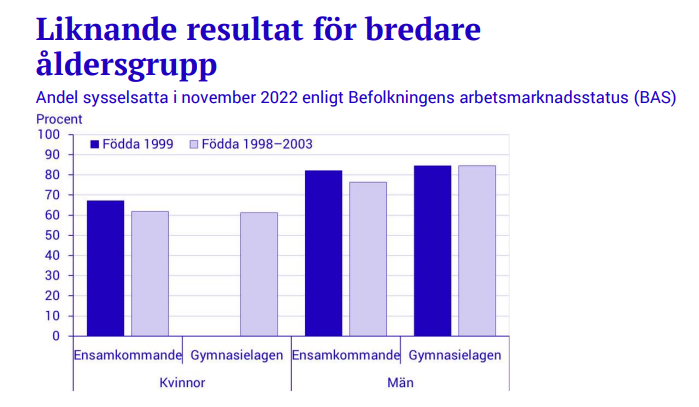 Liknande resultat för bredare
åldersgrupp
Andel sysselsatta i november 2022 enligt Befolkningens arbetsmarknadsstatus (BAS)
Procent
100
Födda 1999 Födda 1998–2003
90
80
70
60
50
40
30
20
10
0
Ensamkommande Gymnasielagen Ensamkommande Gymnasielagen
Kvinnor Män